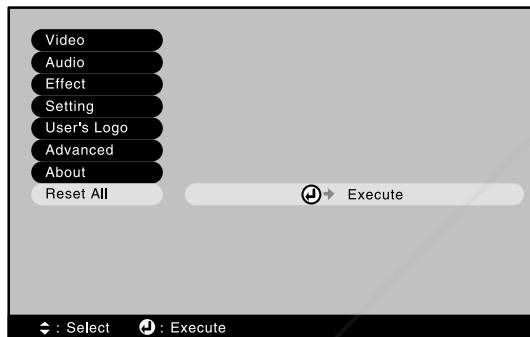 Video
Audio
Effect
Setting
User's Logo
Advanced
About
Reset All Execute
: Select : Execute